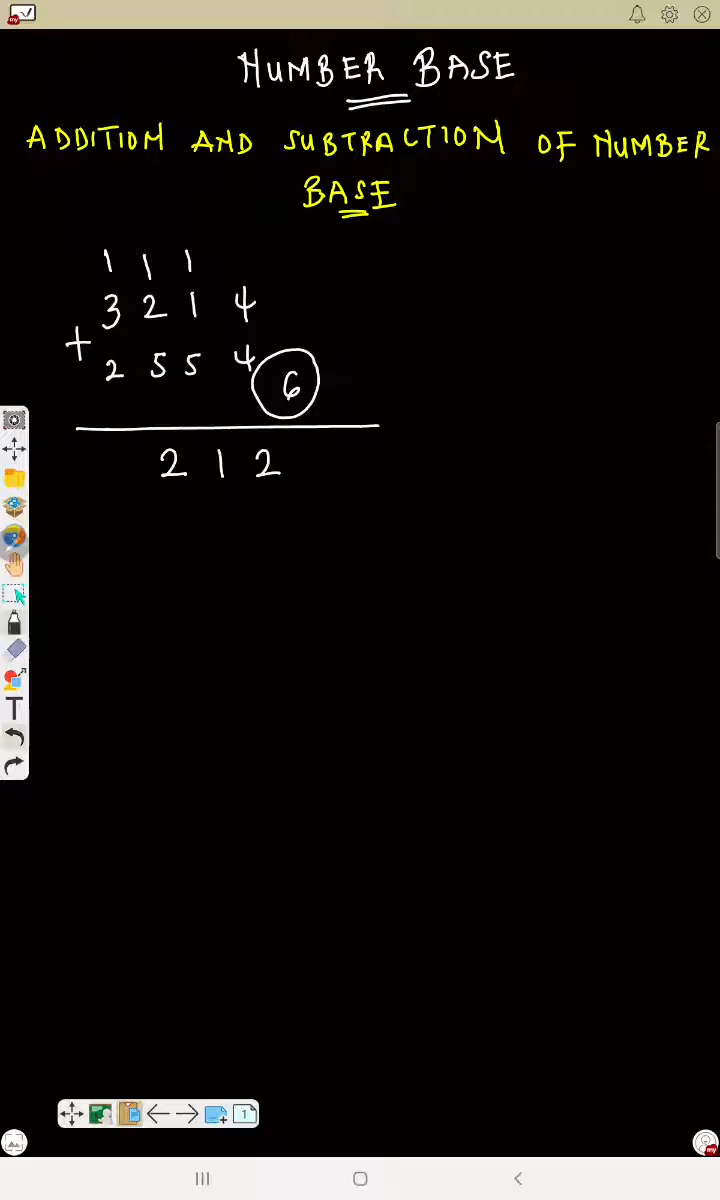 NUMBER BASE
ADDITION AND SUBTRACTION OF NUMBER
BASE
1 1 1
3 2 1 4
+
2 5 5 4 6
2 1 2
T
1